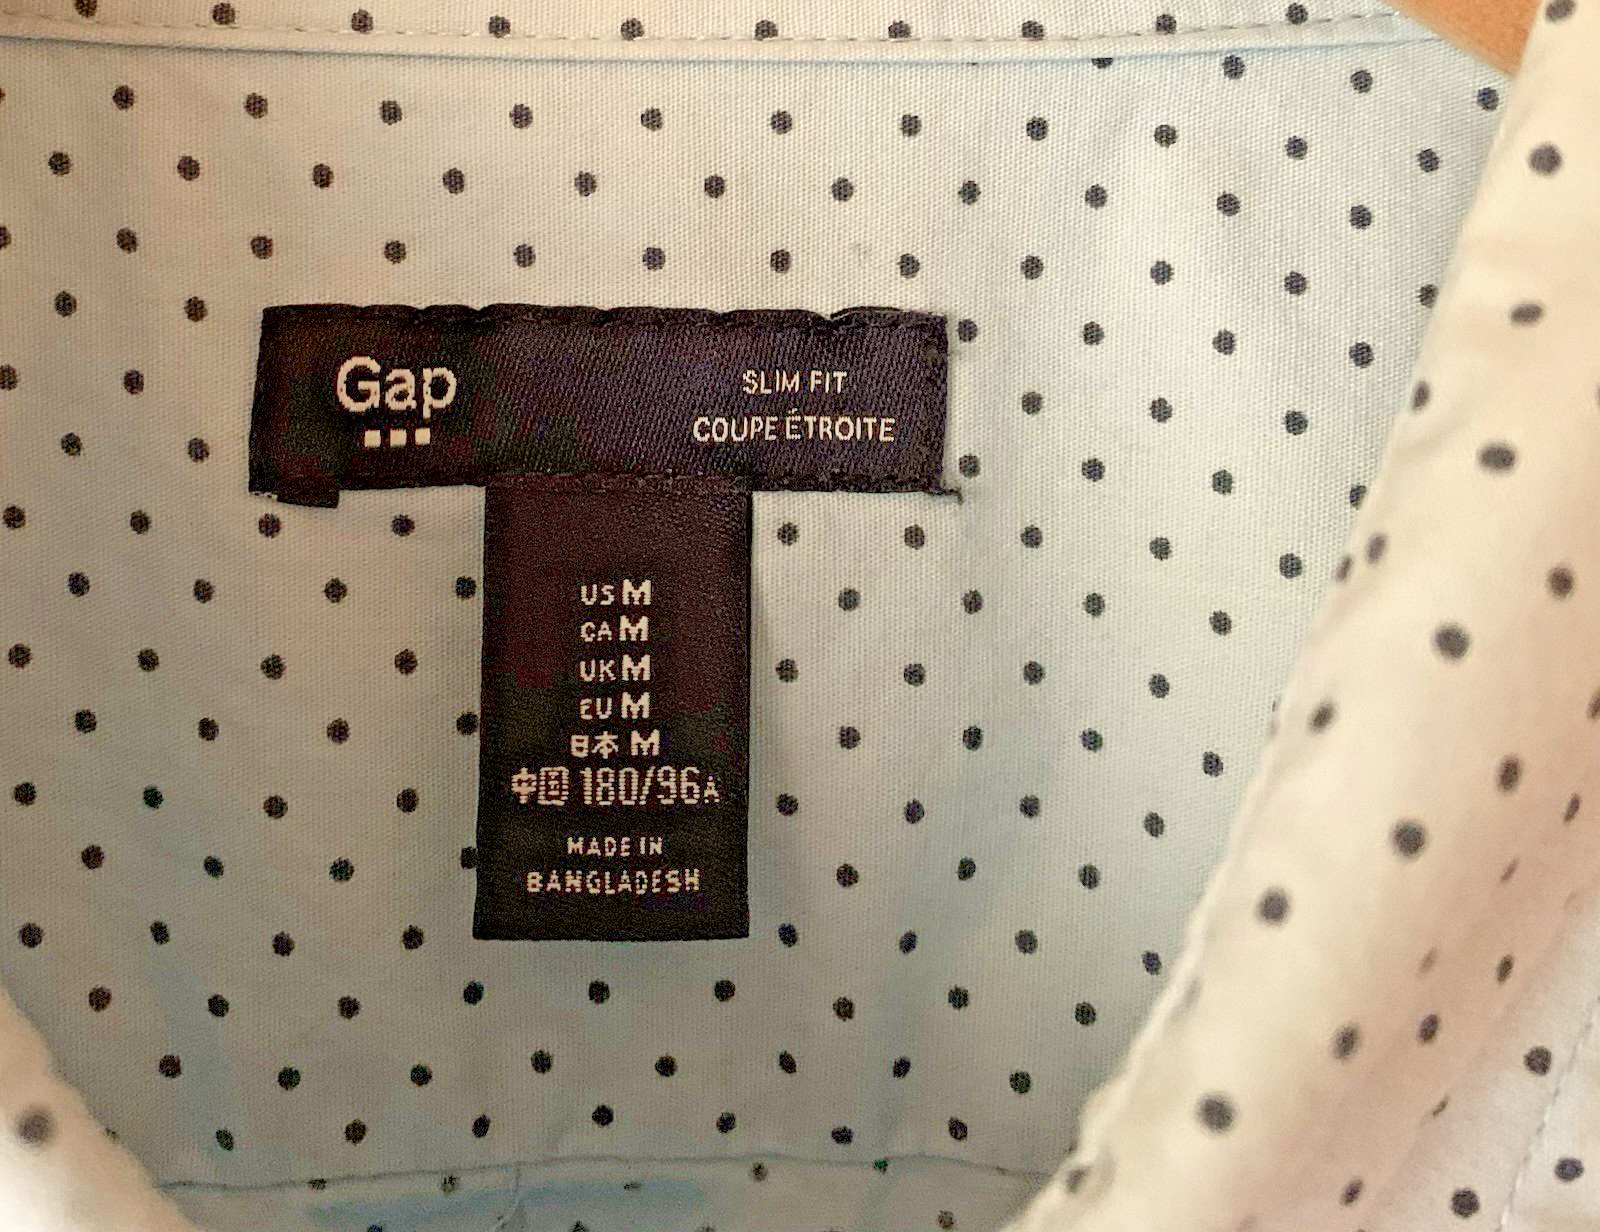 Gap
SLIM FIT
COUPE ÉTROITE
US M
CA M
UK M
EU M
日本 M
中国 180/96A
MADE IN
BANGLADESH